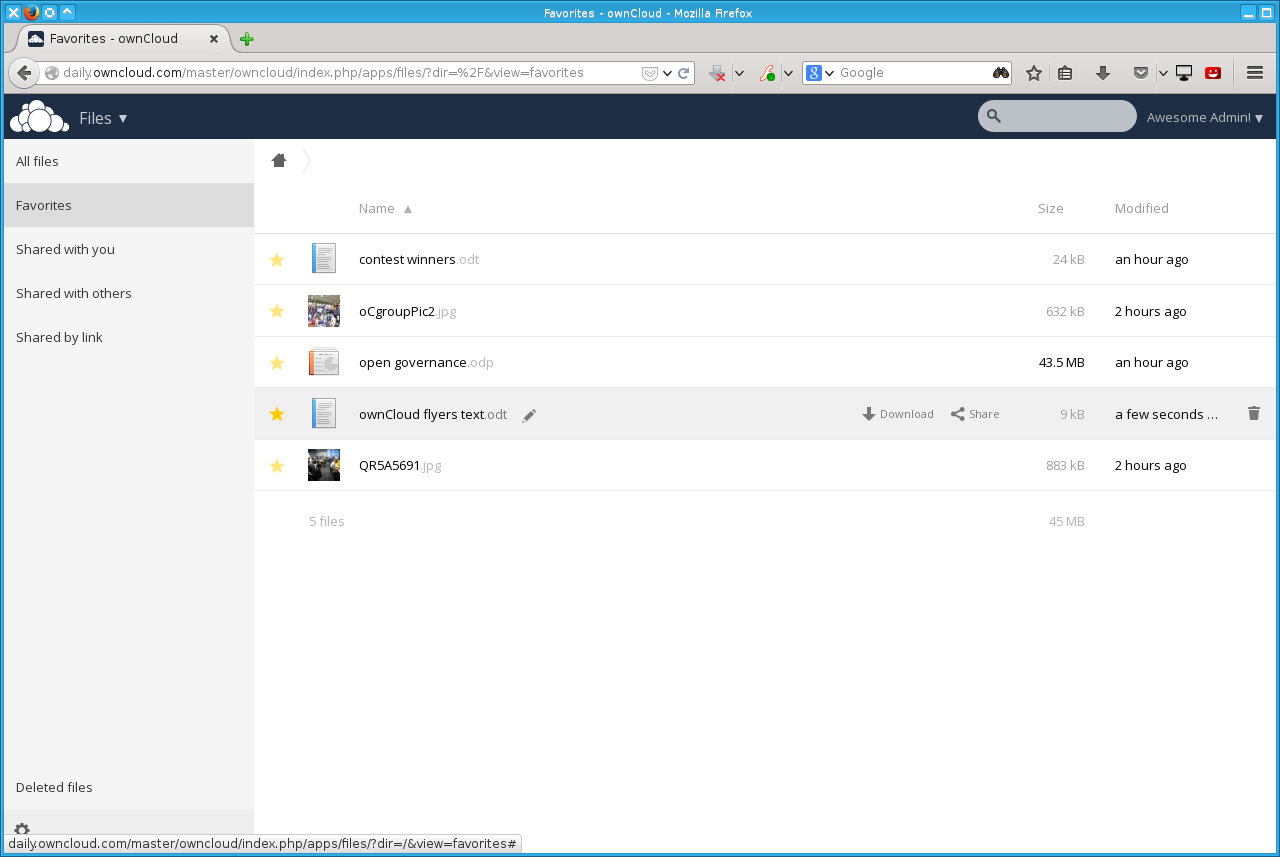 Favorites - ownCloud - Mozilla Firefox
Favorites - ownCloud
daily.owncloud.com/master/owncloud/index.php/apps/files/?dir=%2F&view=favorites
Google
Files ▼
Awesome Admin! ▼
All files
Favorites
Shared with you
Shared with others
Shared by link
Deleted files
Name ▲ Size Modified
contest winners.odt 24 kB an hour ago
oCgroupPic2.jpg 632 kB 2 hours ago
open governance.odp 43.5 MB an hour ago
ownCloud flyers text.odt Download Share 9 kB a few seconds ...
QR5A5691.jpg 883 kB 2 hours ago
5 files 45 MB
daily.owncloud.com/master/owncloud/index.php/apps/files/?dir=/&view=favorites#